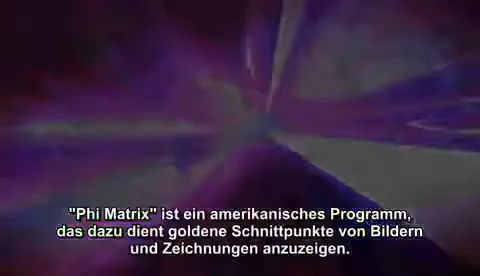 "Phi Matrix" ist ein amerikanisches Programm,
das dazu dient goldene Schnittpunkte von Bildern
und Zeichnungen anzuzeigen.